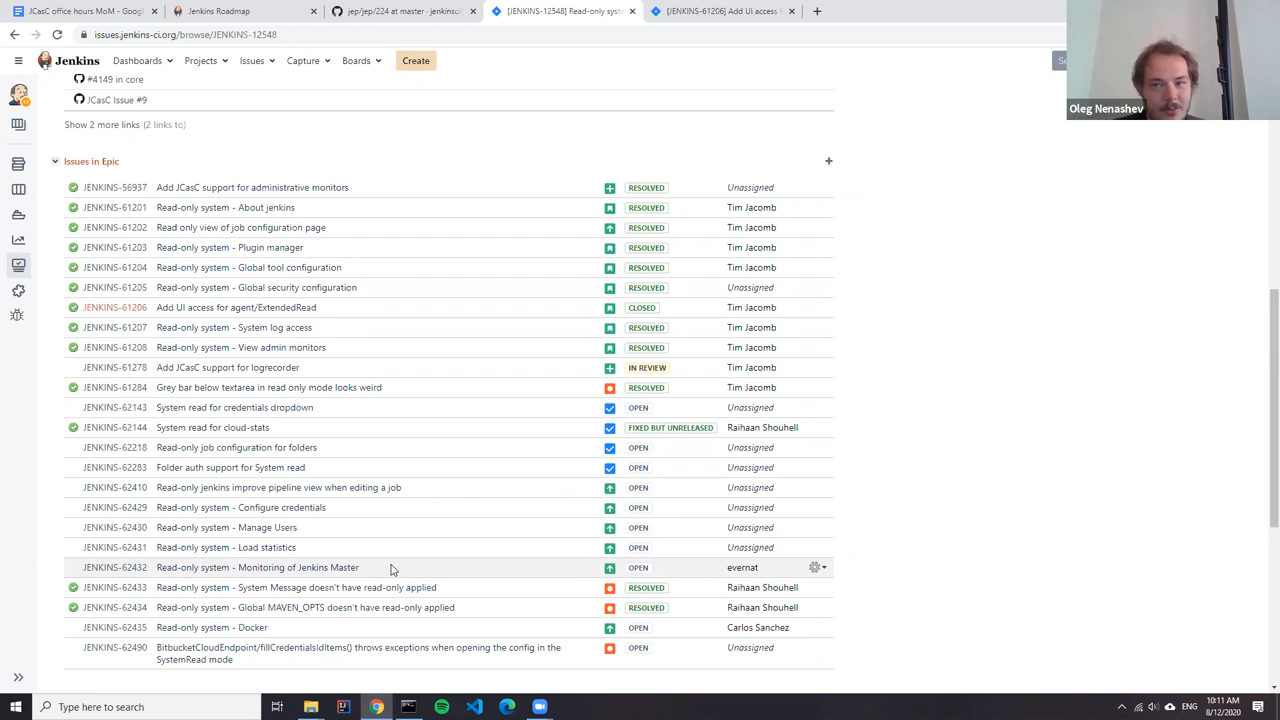 JCasC office hours MoM - Googl
Jenkins Roadmap
jep/jep/224 at master · jenkinsci
[JENKINS-12548] Read-only syste
[JENKINS-61206] Add UI access f
issues.jenkins-ci.org/browse/JENKINS-12548
Jenkins
Dashboards
Projects
Issues
Capture
Boards
Create
Se
Oleg Nenashev
#4149 in core
JCasC Issue #9
Show 2 more links (2 links to)
Issues in Epic
JENKINS-56937 Add JCasC support for administrative monitors RESOLVED Unassigned
JENKINS-61201 Read-only system - About jenkins RESOLVED Tim Jacomb
JENKINS-61202 Read only view of job configuration page RESOLVED Tim Jacomb
JENKINS-61203 Read-only system - Plugin manager RESOLVED Tim Jacomb
JENKINS-61204 Read-only system - Global tool configuration RESOLVED Tim Jacomb
JENKINS-61205 Read-only system - Global security configuration RESOLVED Unassigned
JENKINS-61206 Add UI access for agent/ExtendedRead CLOSED Tim Jacomb
JENKINS-61207 Read-only system - System log access RESOLVED Tim Jacomb
JENKINS-61208 Read-only system - View admin monitors RESOLVED Tim Jacomb
JENKINS-61278 Add JCasC support for logrecorder IN REVIEW Tim Jacomb
JENKINS-61284 Grey bar below textarea in read only mode looks weird RESOLVED Tim Jacomb
JENKINS-62143 System read for credentials dropdown OPEN Unassigned
JENKINS-62144 System read for cloud-stats FIXED BUT UNRELEASED Raihaan Shouhell
JENKINS-62218 Read-only job configuration for folders OPEN Unassigned
JENKINS-62283 Folder auth support for System read OPEN Unassigned
JENKINS-62410 Read-only jenkins improve pipeline view when editing a job OPEN Unassigned
JENKINS-62429 Read-only system - Configure credentials OPEN Unassigned
JENKINS-62430 Read-only system - Manage Users OPEN Unassigned
JENKINS-62431 Read-only system - Load statistics OPEN Unassigned
JENKINS-62432 Read-only system - Monitoring of Jenkins Master OPEN evernat
JENKINS-62433 Read-only system - System Message doesn't have read-only applied RESOLVED Raihaan Shouhell
JENKINS-62434 Read-only system - Global MAVEN_OPTS doesn't have read-only applied RESOLVED Raihaan Shouhell
JENKINS-62435 Read-only system - Docker OPEN Carlos Sanchez
JENKINS-62490 BitbucketCloudEndpoint/fillCredentialsIdItems() throws exceptions when opening the config in the OPEN Unassigned
SystemRead mode
Type here to search
ENG
10:11 AM
8/12/2020